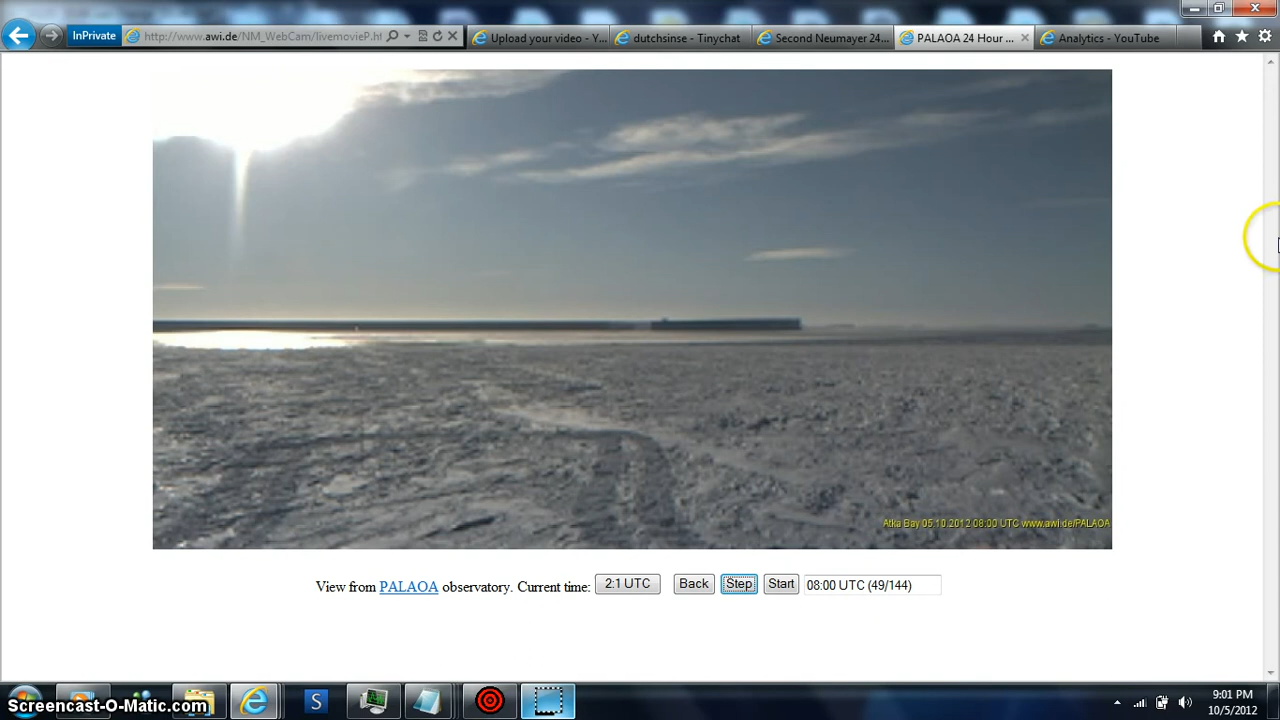 InPrivate
http://www.awi.de/NM_WebCam/livemovieP.ht
Upload your video - Y...
dutchsinse - Tinychat
Second Neumayer 24...
PALAOA 24 Hour ...
Analytics - YouTube
Atka Bay 05.10.2012 08:00 UTC www.awi.de/PALAOA
View from PALAOA observatory. Current time: 2:1 UTC Back Step Start 08:00 UTC (49/144)
S
9:01 PM
10/5/2012
Screencast-O-Matic.com